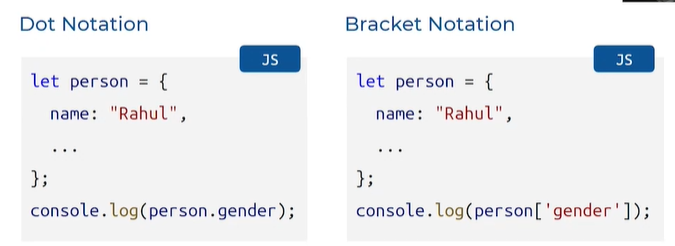 Dot Notation
JS
let person = {
name: "Rahul",
...
};
console.log(person.gender);
Bracket Notation
JS
let person = {
name: "Rahul",
...
};
console.log(person['gender']);